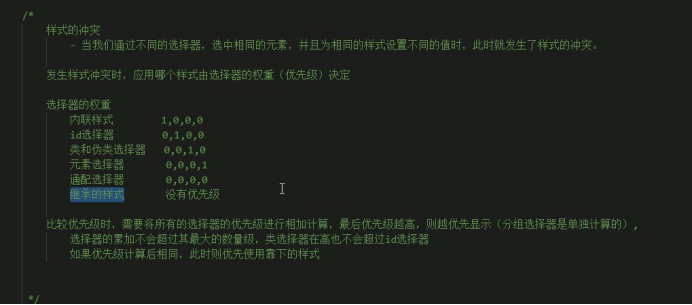 /*
样式的冲突
- 当我们通过不同的选择器，选中相同的元素，并且为相同的样式设置不同的值时，此时就发生了样式的冲突。
发生样式冲突时，应用哪个样式由选择器的权重（优先级）决定
选择器的权重
内联样式 1,0,0,0
id选择器 0,1,0,0
类和伪类选择器 0,0,1,0
元素选择器 0,0,0,1
通配选择器 0,0,0,0
继承的样式 没有优先级
比较优先级时，需要将所有的选择器的优先级进行相加计算，最后优先级越高，则越优先显示（分组选择器是单独计算的）,
选择器的累加不会超过其最大的数量级，类选择器在高也不会超过id选择器
如果优先级计算后相同，此时则优先使用靠下的样式
*/